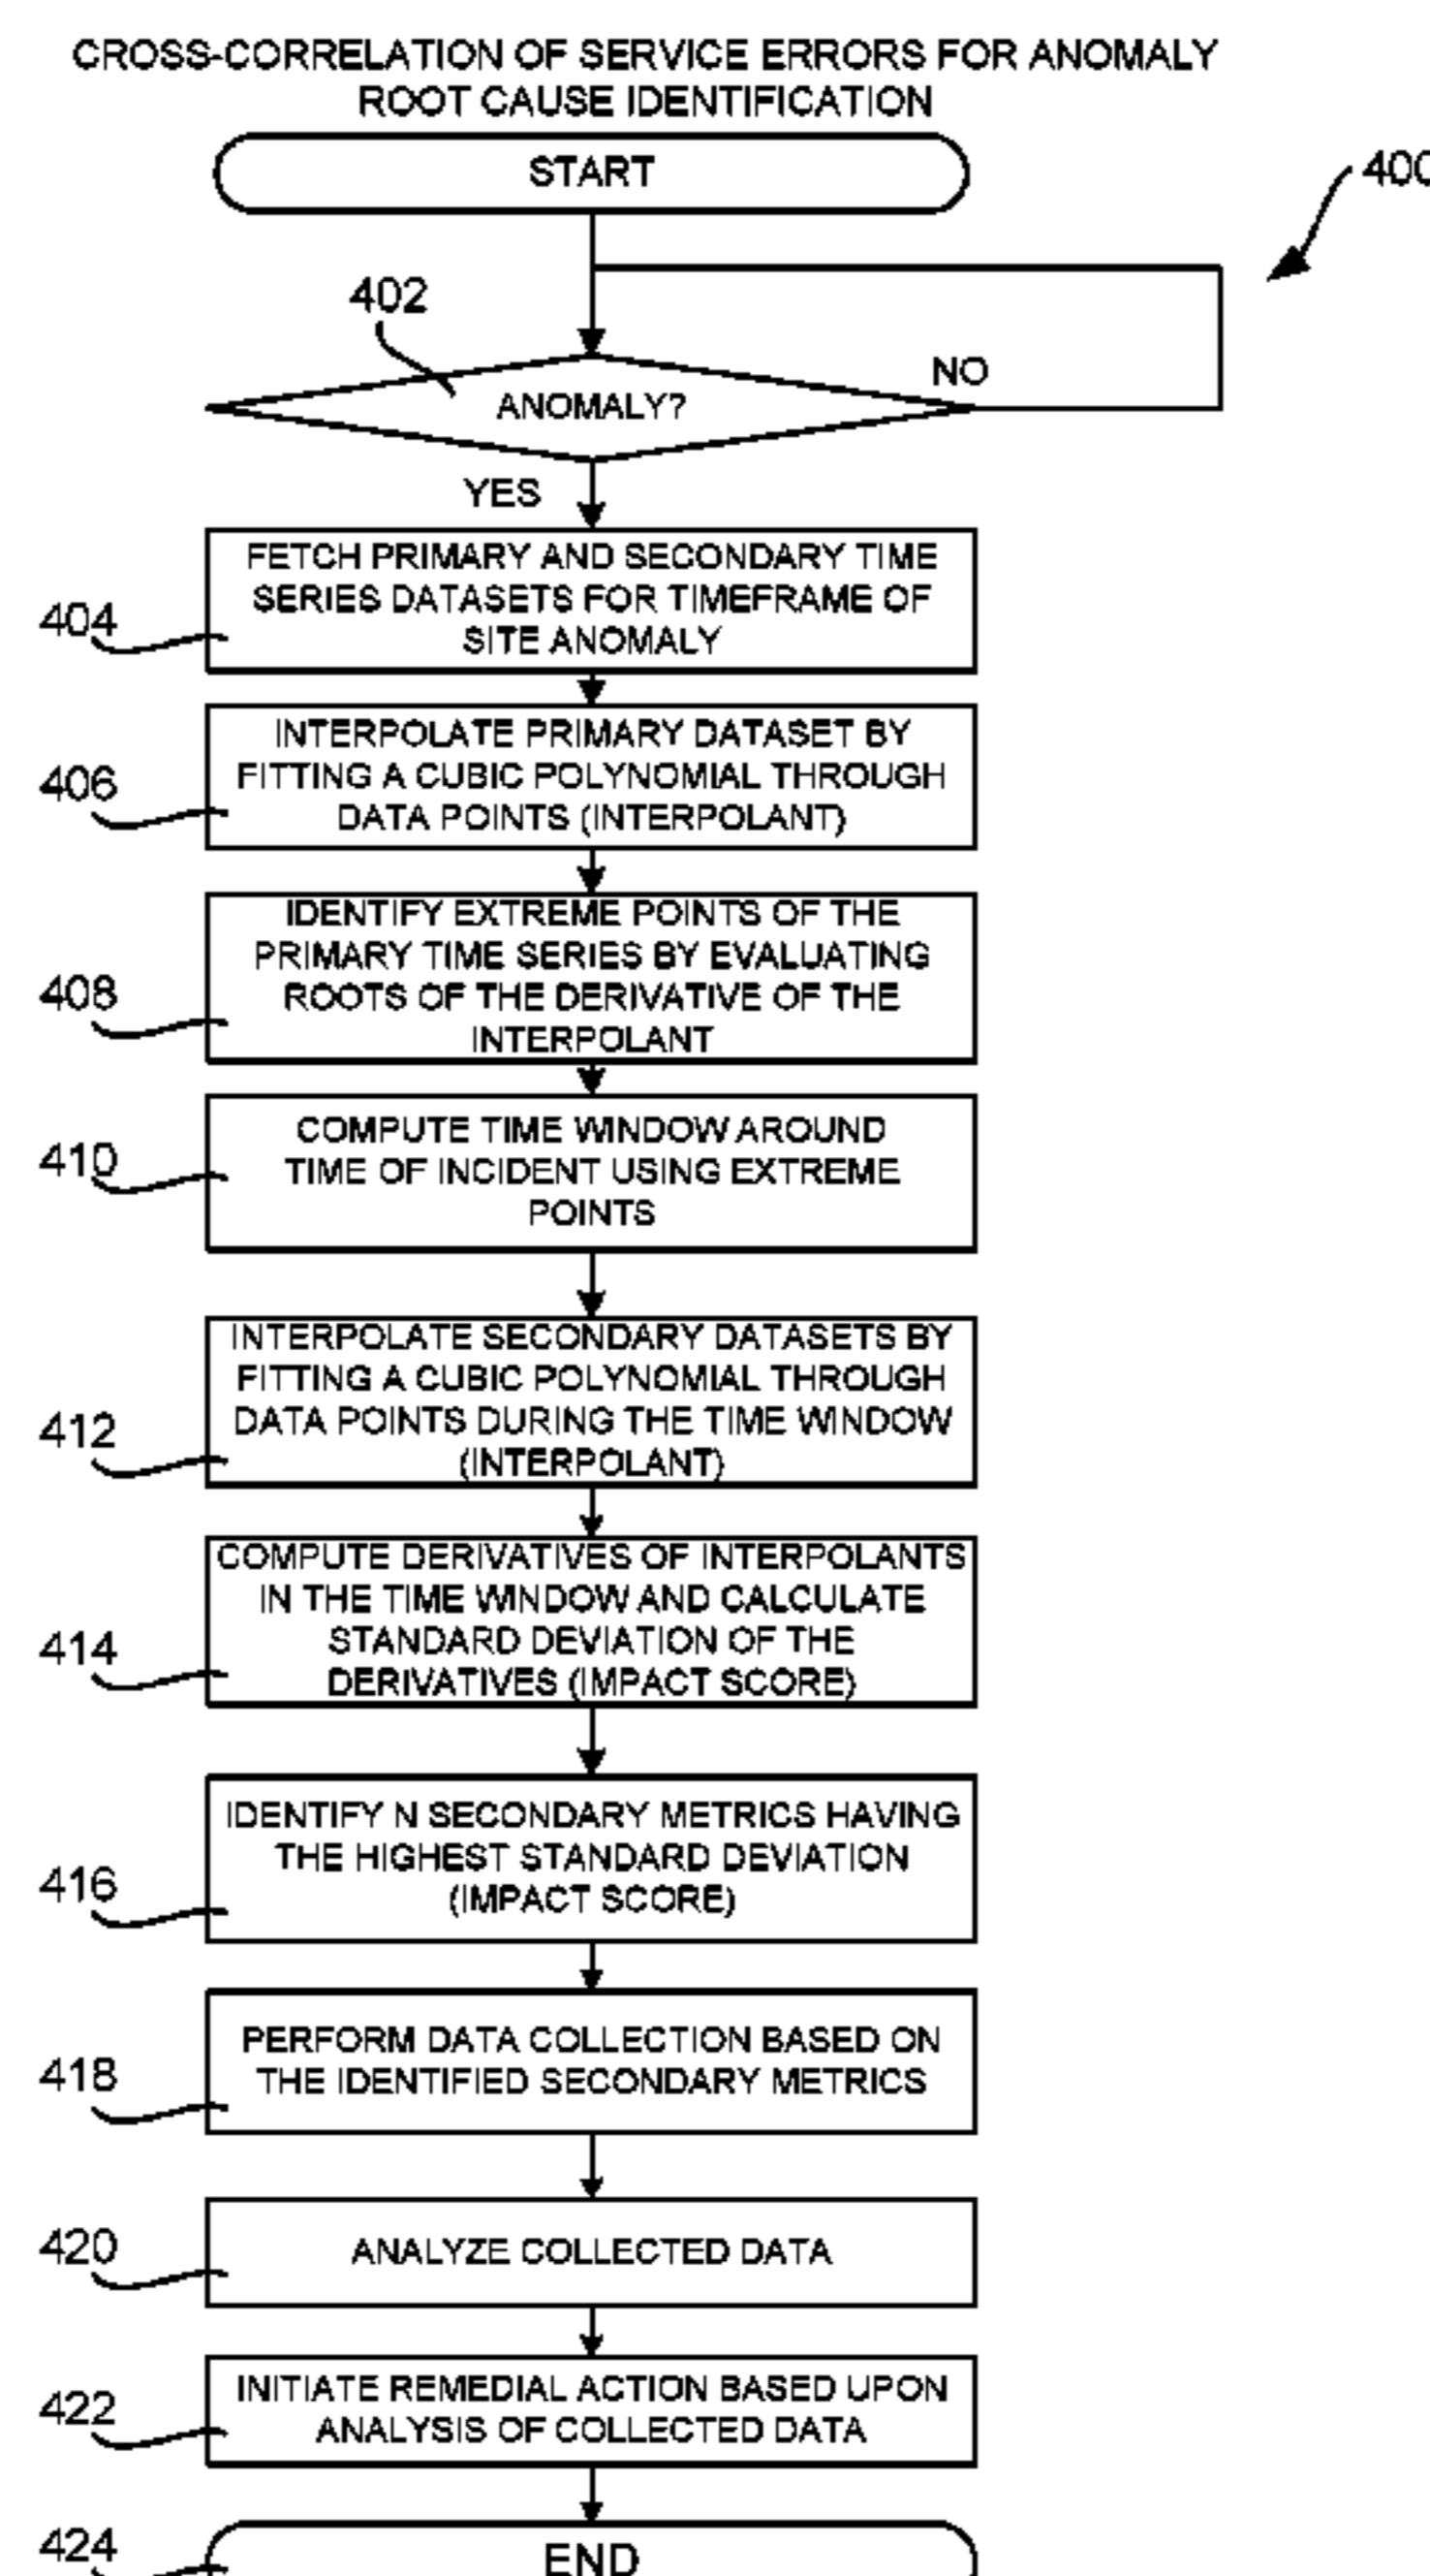 CROSS-CORRELATION OF SERVICE ERRORS FOR ANOMALY
ROOT CAUSE IDENTIFICATION
START
400
402
NO
ANOMALY?
YES
FETCH PRIMARY AND SECONDARY TIME
SERIES DATASETS FOR TIMEFRAME OF
SITE ANOMALY
404
INTERPOLATE PRIMARY DATASET BY
FITTING A CUBIC POLYNOMIAL THROUGH
DATA POINTS (INTERPOLANT)
406
IDENTIFY EXTREME POINTS OF THE
PRIMARY TIME SERIES BY EVALUATING
ROOTS OF THE DERIVATIVE OF THE
INTERPOLANT
408
COMPUTE TIME WINDOW AROUND
TIME OF INCIDENT USING EXTREME
POINTS
410
INTERPOLATE SECONDARY DATASETS BY
FITTING A CUBIC POLYNOMIAL THROUGH
DATA POINTS DURING THE TIME WINDOW
(INTERPOLANT)
412
COMPUTE DERIVATIVES OF INTERPOLANTS
IN THE TIME WINDOW AND CALCULATE
STANDARD DEVIATION OF THE
DERIVATIVES (IMPACT SCORE)
414
IDENTIFY N SECONDARY METRICS HAVING
THE HIGHEST STANDARD DEVIATION
(IMPACT SCORE)
416
PERFORM DATA COLLECTION BASED ON
THE IDENTIFIED SECONDARY METRICS
418
ANALYZE COLLECTED DATA
420
INITIATE REMEDIAL ACTION BASED UPON
ANALYSIS OF COLLECTED DATA
422
END
424